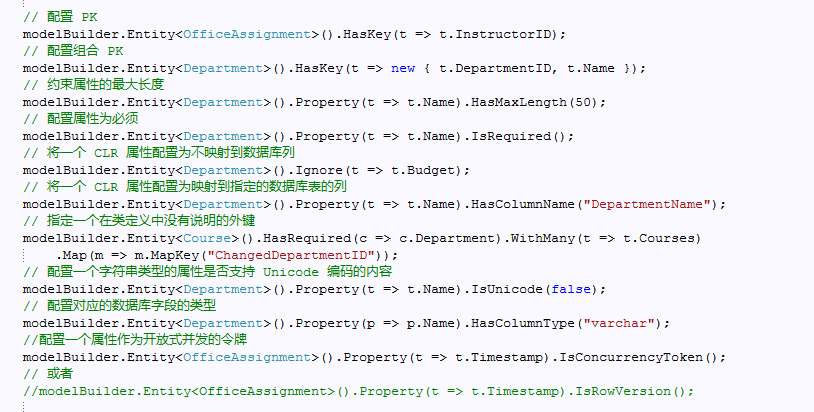 // 配置 PK
modelBuilder.Entity<OfficeAssignment>().HasKey(t => t.InstructorID);
// 配置组合 PK
modelBuilder.Entity<Department>().HasKey(t => new { t.DepartmentID, t.Name });
// 约束属性的最大长度
modelBuilder.Entity<Department>().Property(t => t.Name).HasMaxLength(50);
// 配置属性为必须
modelBuilder.Entity<Department>().Property(t => t.Name).IsRequired();
// 将一个 CLR 属性配置为不映射到数据库列
modelBuilder.Entity<Department>().Ignore(t => t.Budget);
// 将一个 CLR 属性配置为映射到指定的数据库表的列
modelBuilder.Entity<Department>().Property(t => t.Name).HasColumnName("DepartmentName");
// 指定一个在类定义中没有说明的外键
modelBuilder.Entity<Course>().HasRequired(c => c.Department).WithMany(t => t.Courses)
.Map(m => m.MapKey("ChangedDepartmentID"));
// 配置一个字符串类型的属性是否支持 Unicode 编码的内容
modelBuilder.Entity<Department>().Property(t => t.Name).IsUnicode(false);
// 配置对应的数据库字段的类型
modelBuilder.Entity<Department>().Property(p => p.Name).HasColumnType("varchar");
//配置一个属性作为开放式并发的令牌
modelBuilder.Entity<OfficeAssignment>().Property(t => t.Timestamp).IsConcurrencyToken();
// 或者
//modelBuilder.Entity<OfficeAssignment>().Property(t => t.Timestamp).IsRowVersion();